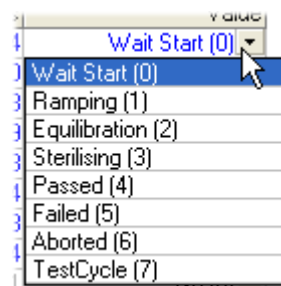 Value
Wait Start (0)
Wait Start (0)
Ramping (1)
Equilibration (2)
Sterilising (3)
Passed (4)
Failed (5)
Aborted (6)
TestCycle (7)